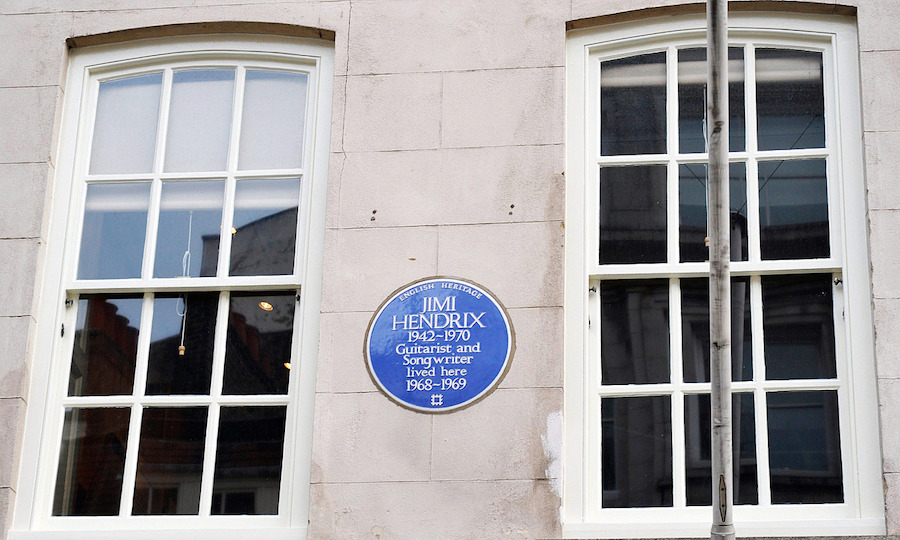 ENGLISH HERITAGE
JIMI
HENDRIX
1942~1970
Guitarist and
Songwriter
lived here
1968~1969